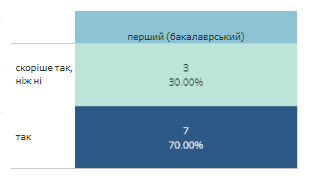 перший (бакалаврський)
скоріше так,
ніж ні
3
30.00%
так
7
70.00%